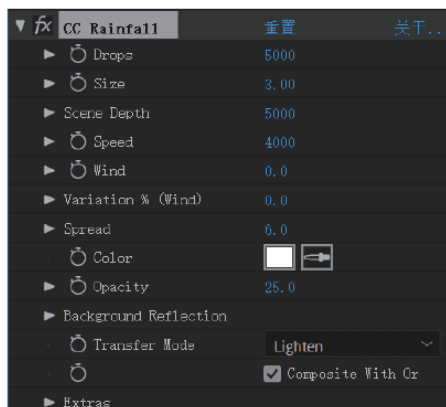 fx CC Rainfall 重置 关于..
Drops 5000
Size 3.00
Scene Depth 5000
Speed 4000
Wind 0.0
Variation % (Wind) 0.0
Spread 6.0
Color
Opacity 25.0
Background Reflection
Transfer Mode Lighten
Composite With Or
Extras